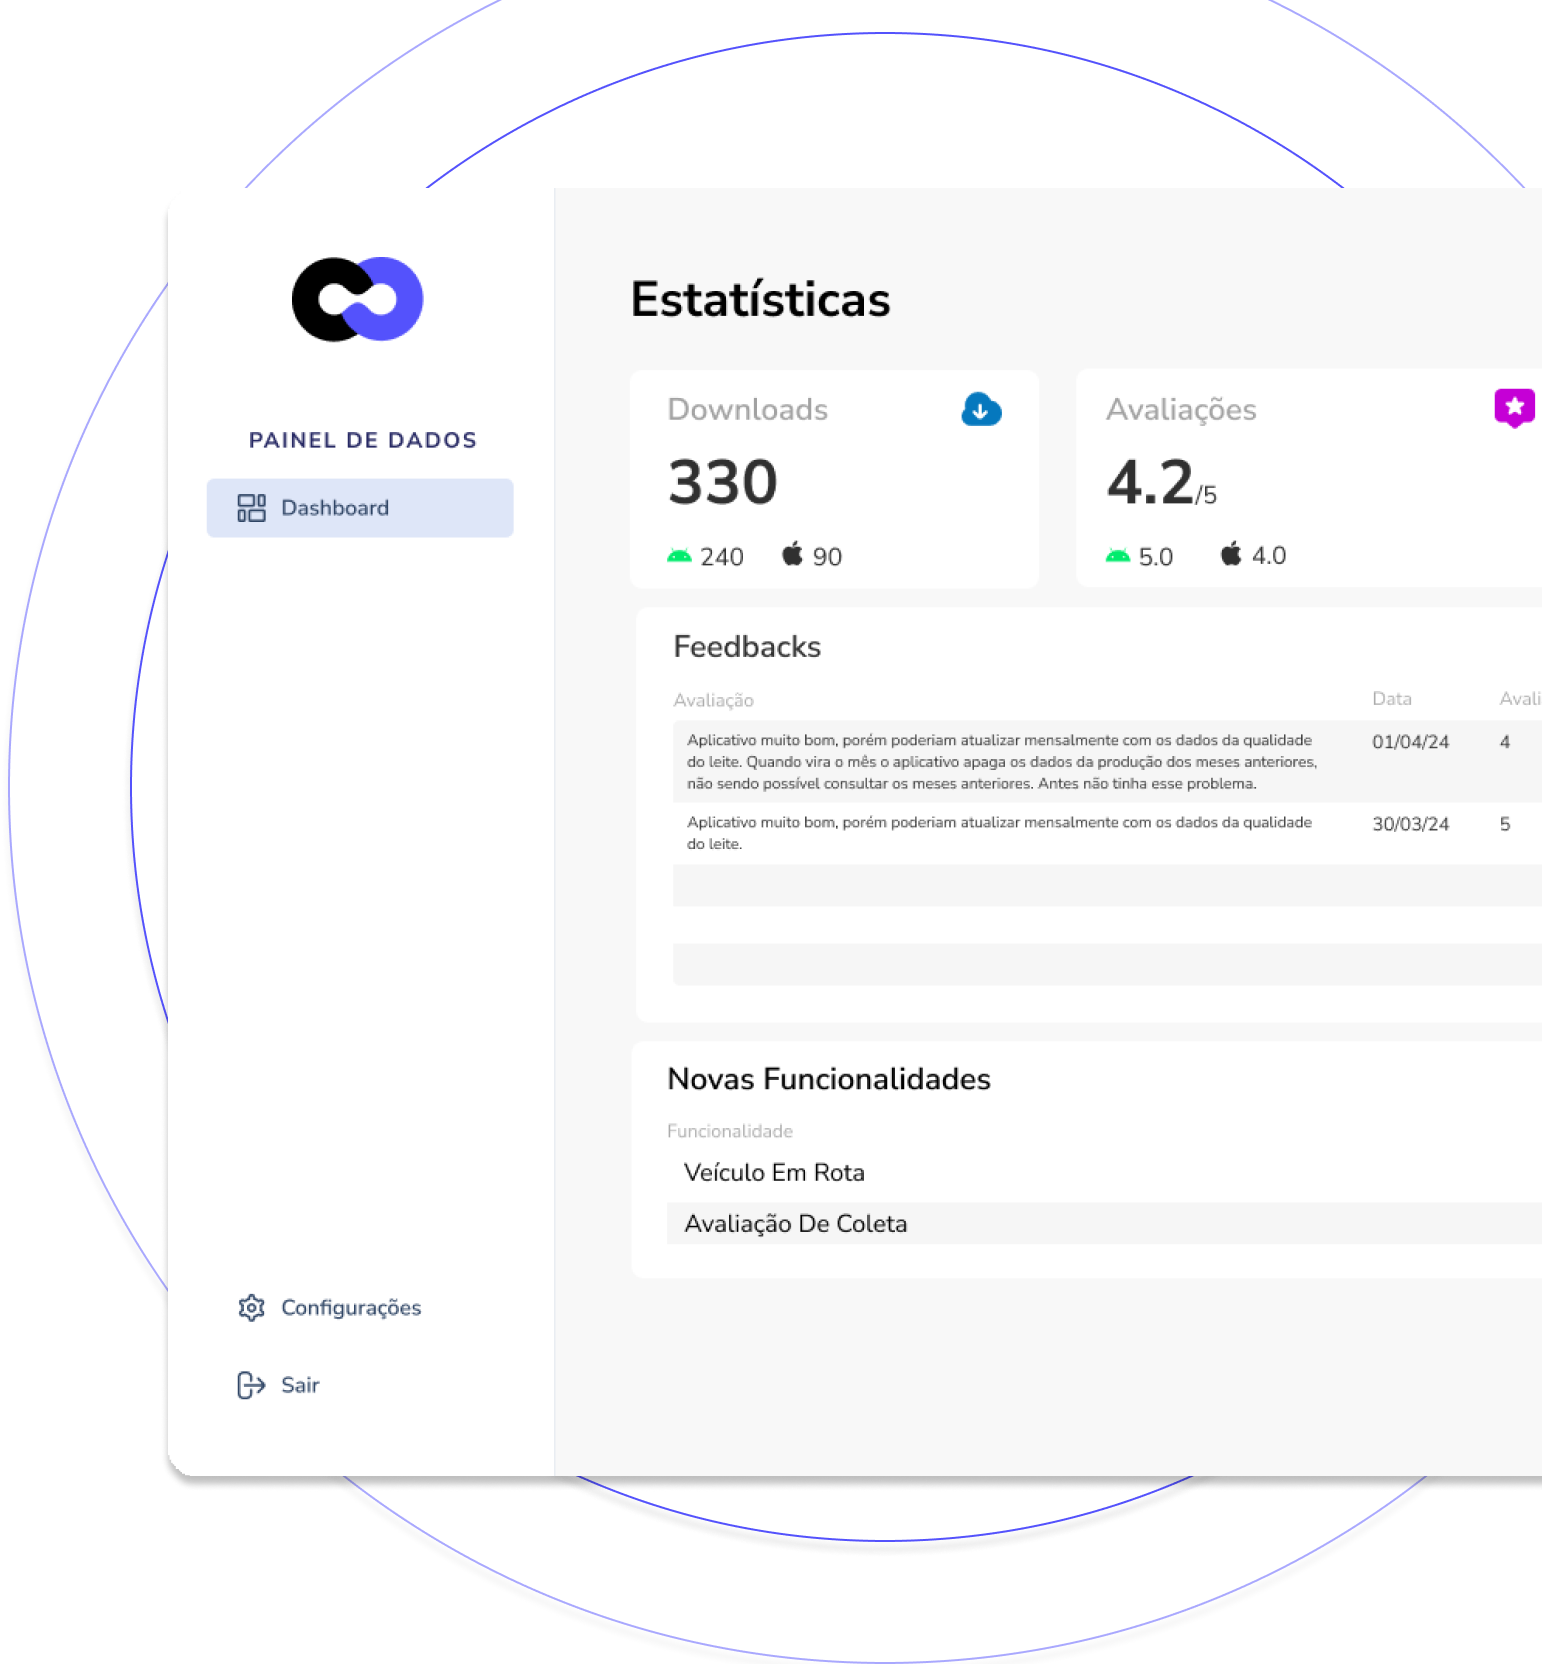 PAINEL DE DADOS
Dashboard
Configurações
Sair
Estatísticas
Downloads
330
240 90
Avaliações
4.2/5
5.0 4.0
Feedbacks
Avaliação Data Avali
Aplicativo muito bom, porém poderiam atualizar mensalmente com os dados da qualidade 01/04/24 4
do leite. Quando vira o mês o aplicativo apaga os dados da produção dos meses anteriores,
não sendo possível consultar os meses anteriores. Antes não tinha esse problema.
Aplicativo muito bom, porém poderiam atualizar mensalmente com os dados da qualidade 30/03/24 5
do leite.
Novas Funcionalidades
Funcionalidade
Veículo Em Rota
Avaliação De Coleta